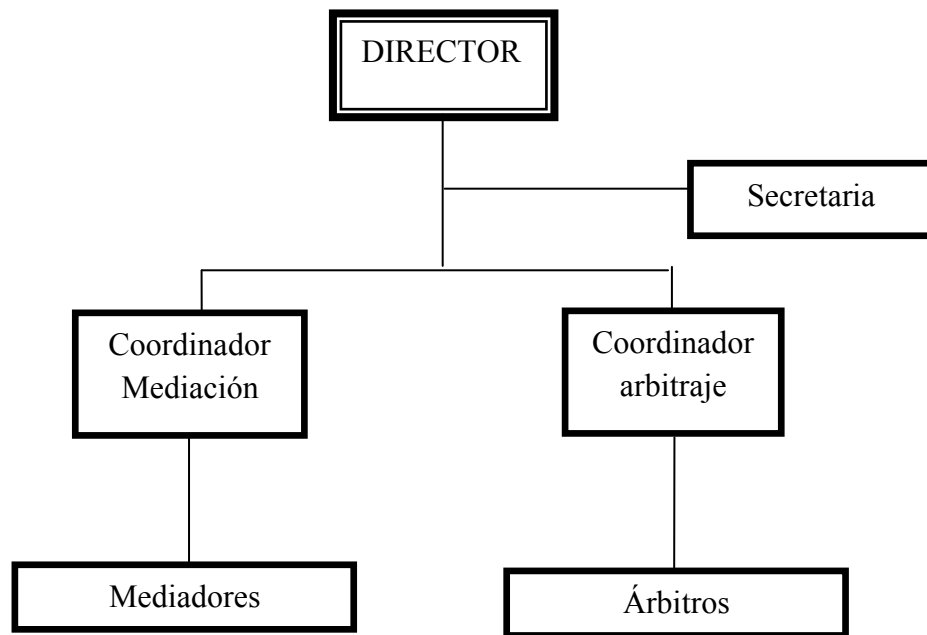 DIRECTOR
Secretaria
Coordinador
Mediación
Coordinador
arbitraje
Mediadores
Árbitros